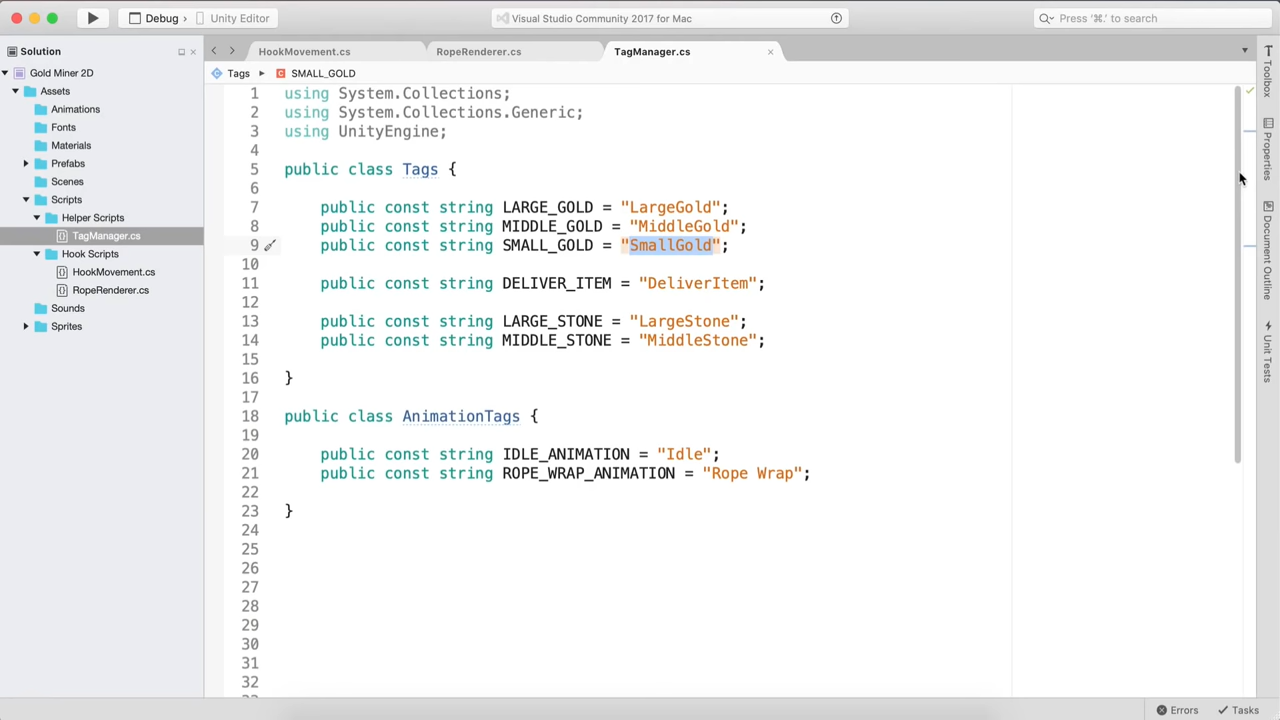 Debug
Unity Editor
Visual Studio Community 2017 for Mac
Press '⌘.' to search
Solution
HookMovement.cs
RopeRenderer.cs
TagManager.cs
Gold Miner 2D
Assets
Animations
Fonts
Materials
Prefabs
Scenes
Scripts
Helper Scripts
TagManager.cs
Hook Scripts
HookMovement.cs
RopeRenderer.cs
Sounds
Sprites
Tags
SMALL_GOLD
1 using System.Collections;
2 using System.Collections.Generic;
3 using UnityEngine;
4
5 public class Tags {
6
7 public const string LARGE_GOLD = "LargeGold";
8 public const string MIDDLE_GOLD = "MiddleGold";
9 public const string SMALL_GOLD = "SmallGold";
10
11 public const string DELIVER_ITEM = "DeliverItem";
12
13 public const string LARGE_STONE = "LargeStone";
14 public const string MIDDLE_STONE = "MiddleStone";
15
16 }
17
18 public class AnimationTags {
19
20 public const string IDLE_ANIMATION = "Idle";
21 public const string ROPE_WRAP_ANIMATION = "Rope Wrap";
22
23 }
24
25
26
27
28
29
30
31
32
Toolbox
Properties
Document Outline
Unit Tests
Errors
Tasks